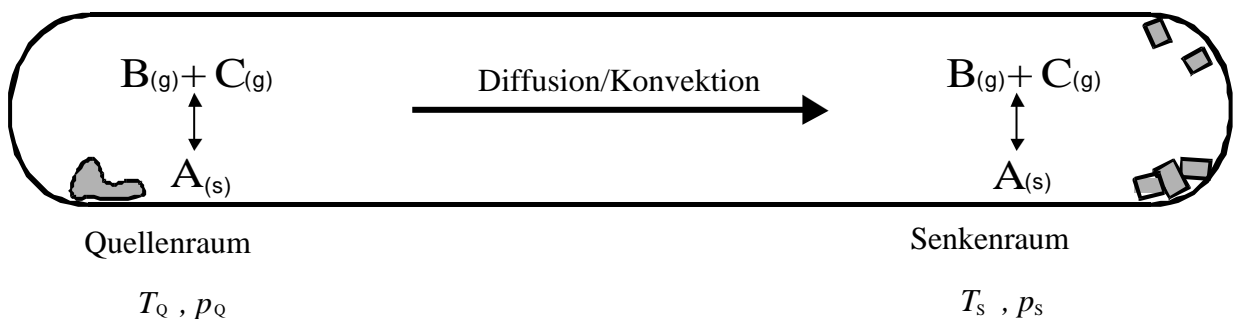 B(g)+ C(g) Diffusion/Konvektion B(g)+ C(g)
A(s) A(s)
Quellenraum Senkenraum
TQ , pQ TS , pS